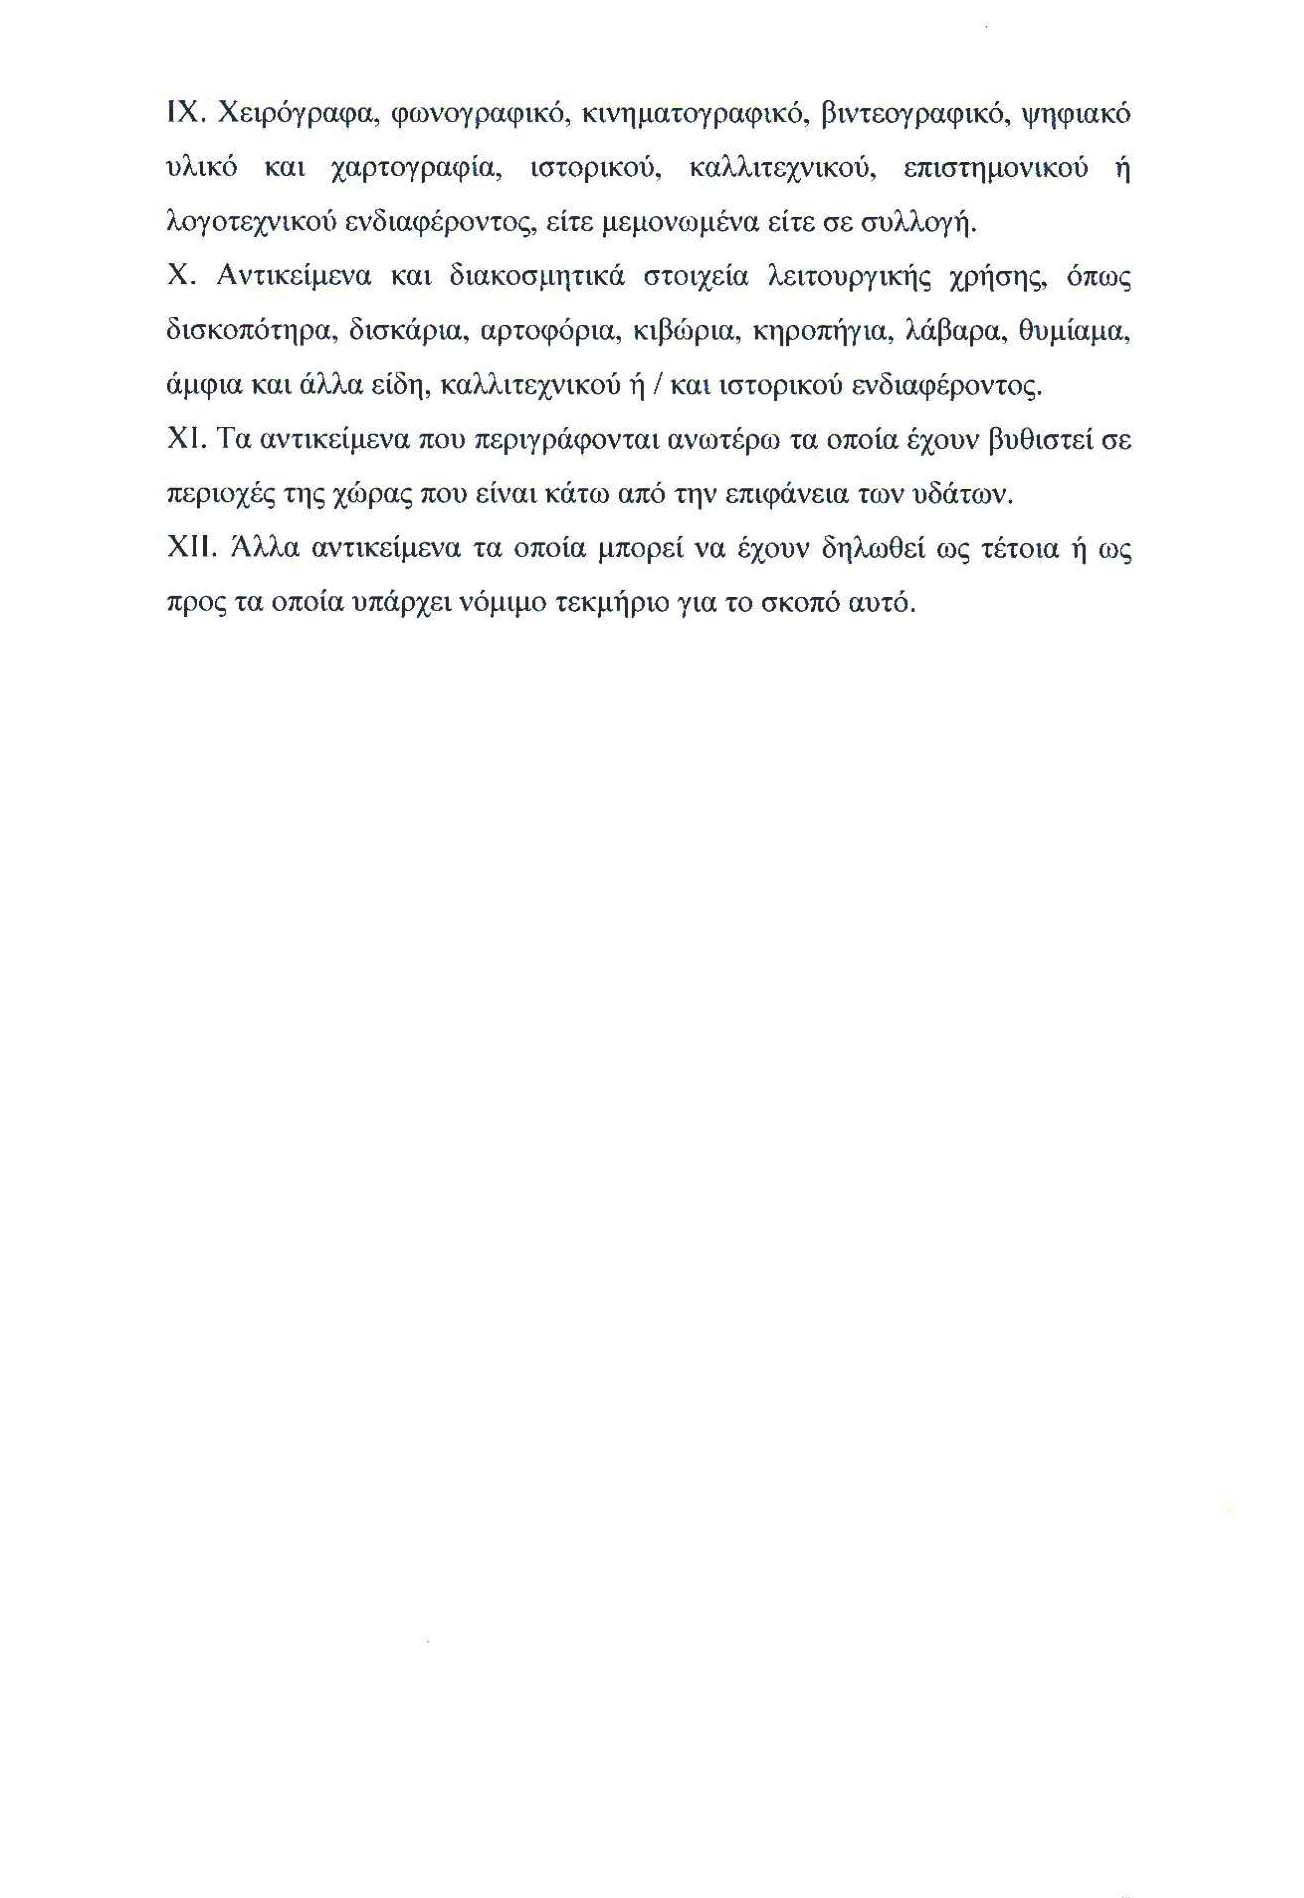 IX. Χειρόγραφα, φωνογραφικό, κινηματογραφικό, βιντεογραφικό, ψηφιακό
υλικό και χαρτογραφία, ιστορικού, καλλιτεχνικού, επιστημονικού ή
λογοτεχνικού ενδιαφέροντος, είτε μεμονωμένα είτε σε συλλογή.
X. Αντικείμενα και διακοσμητικά στοιχεία λειτουργικής χρήσης, όπως
δισκοπότηρα, δισκάρια, αρτοφόρια, κιβώρια, κηροπήγια, λάβαρα, θυμίαμα,
άμφια και άλλα είδη, καλλιτεχνικού ή / και ιστορικού ενδιαφέροντος.
XI. Τα αντικείμενα που περιγράφονται ανωτέρω τα οποία έχουν βυθιστεί σε
περιοχές της χώρας που είναι κάτω από την επιφάνεια των υδάτων.
XII. Άλλα αντικείμενα τα οποία μπορεί να έχουν δηλωθεί ως τέτοια ή ως
προς τα οποία υπάρχει νόμιμο τεκμήριο για το σκοπό αυτό.